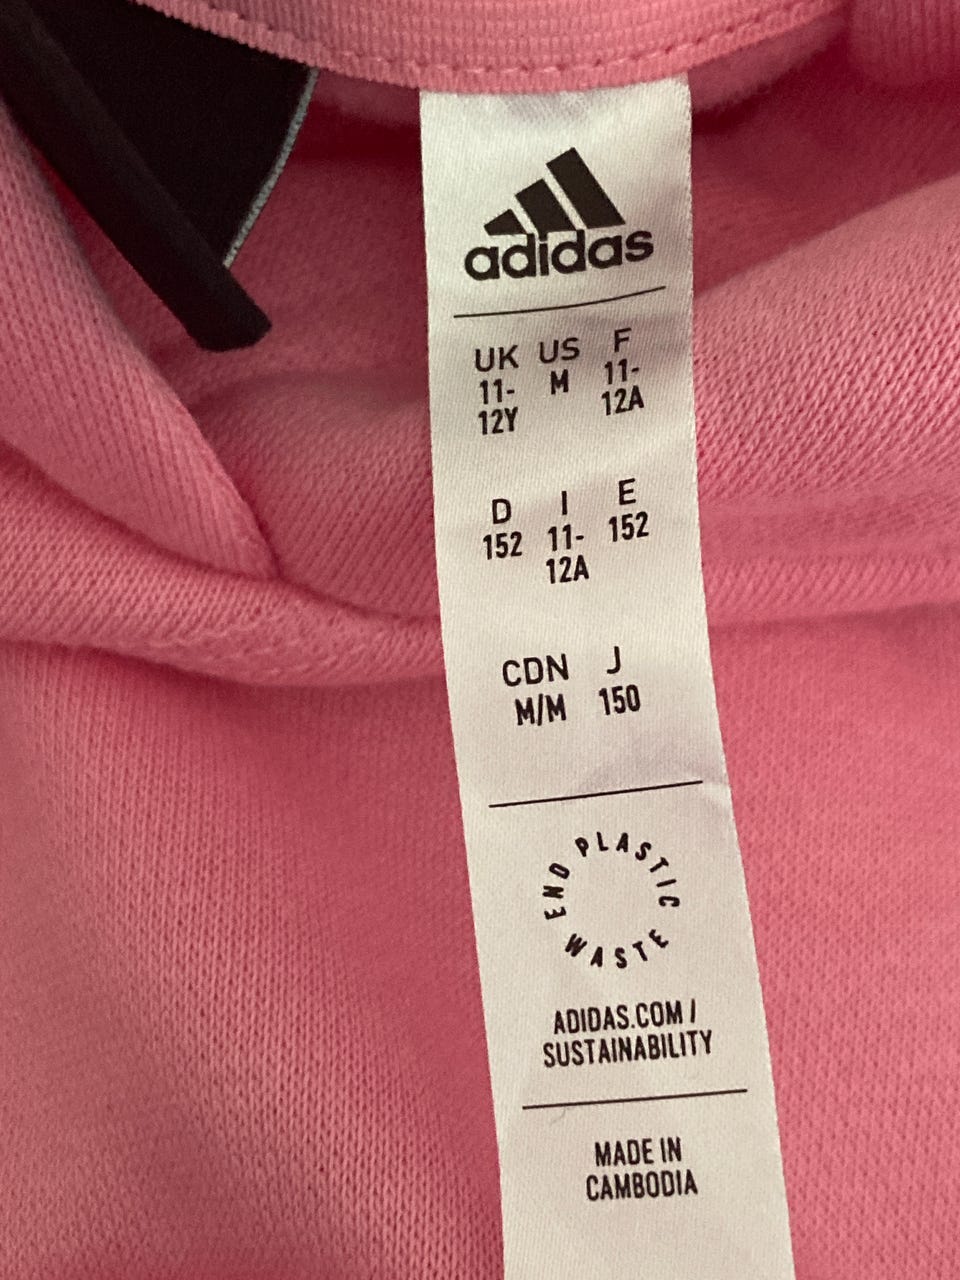 adidas
UK US F
11- M 11-
12Y 12A
D I E
152 11- 152
12A
CDN J
M/M 150
END PLASTIC WASTE
ADIDAS.COM/
SUSTAINABILITY
MADE IN
CAMBODIA